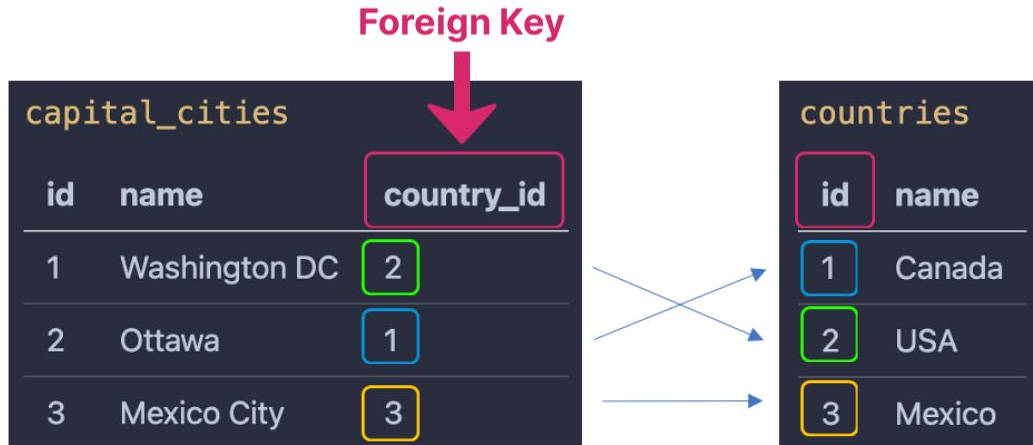 Foreign Key
capital_cities
id name country_id
1 Washington DC 2
2 Ottawa 1
3 Mexico City 3
countries
id name
1 Canada
2 USA
3 Mexico